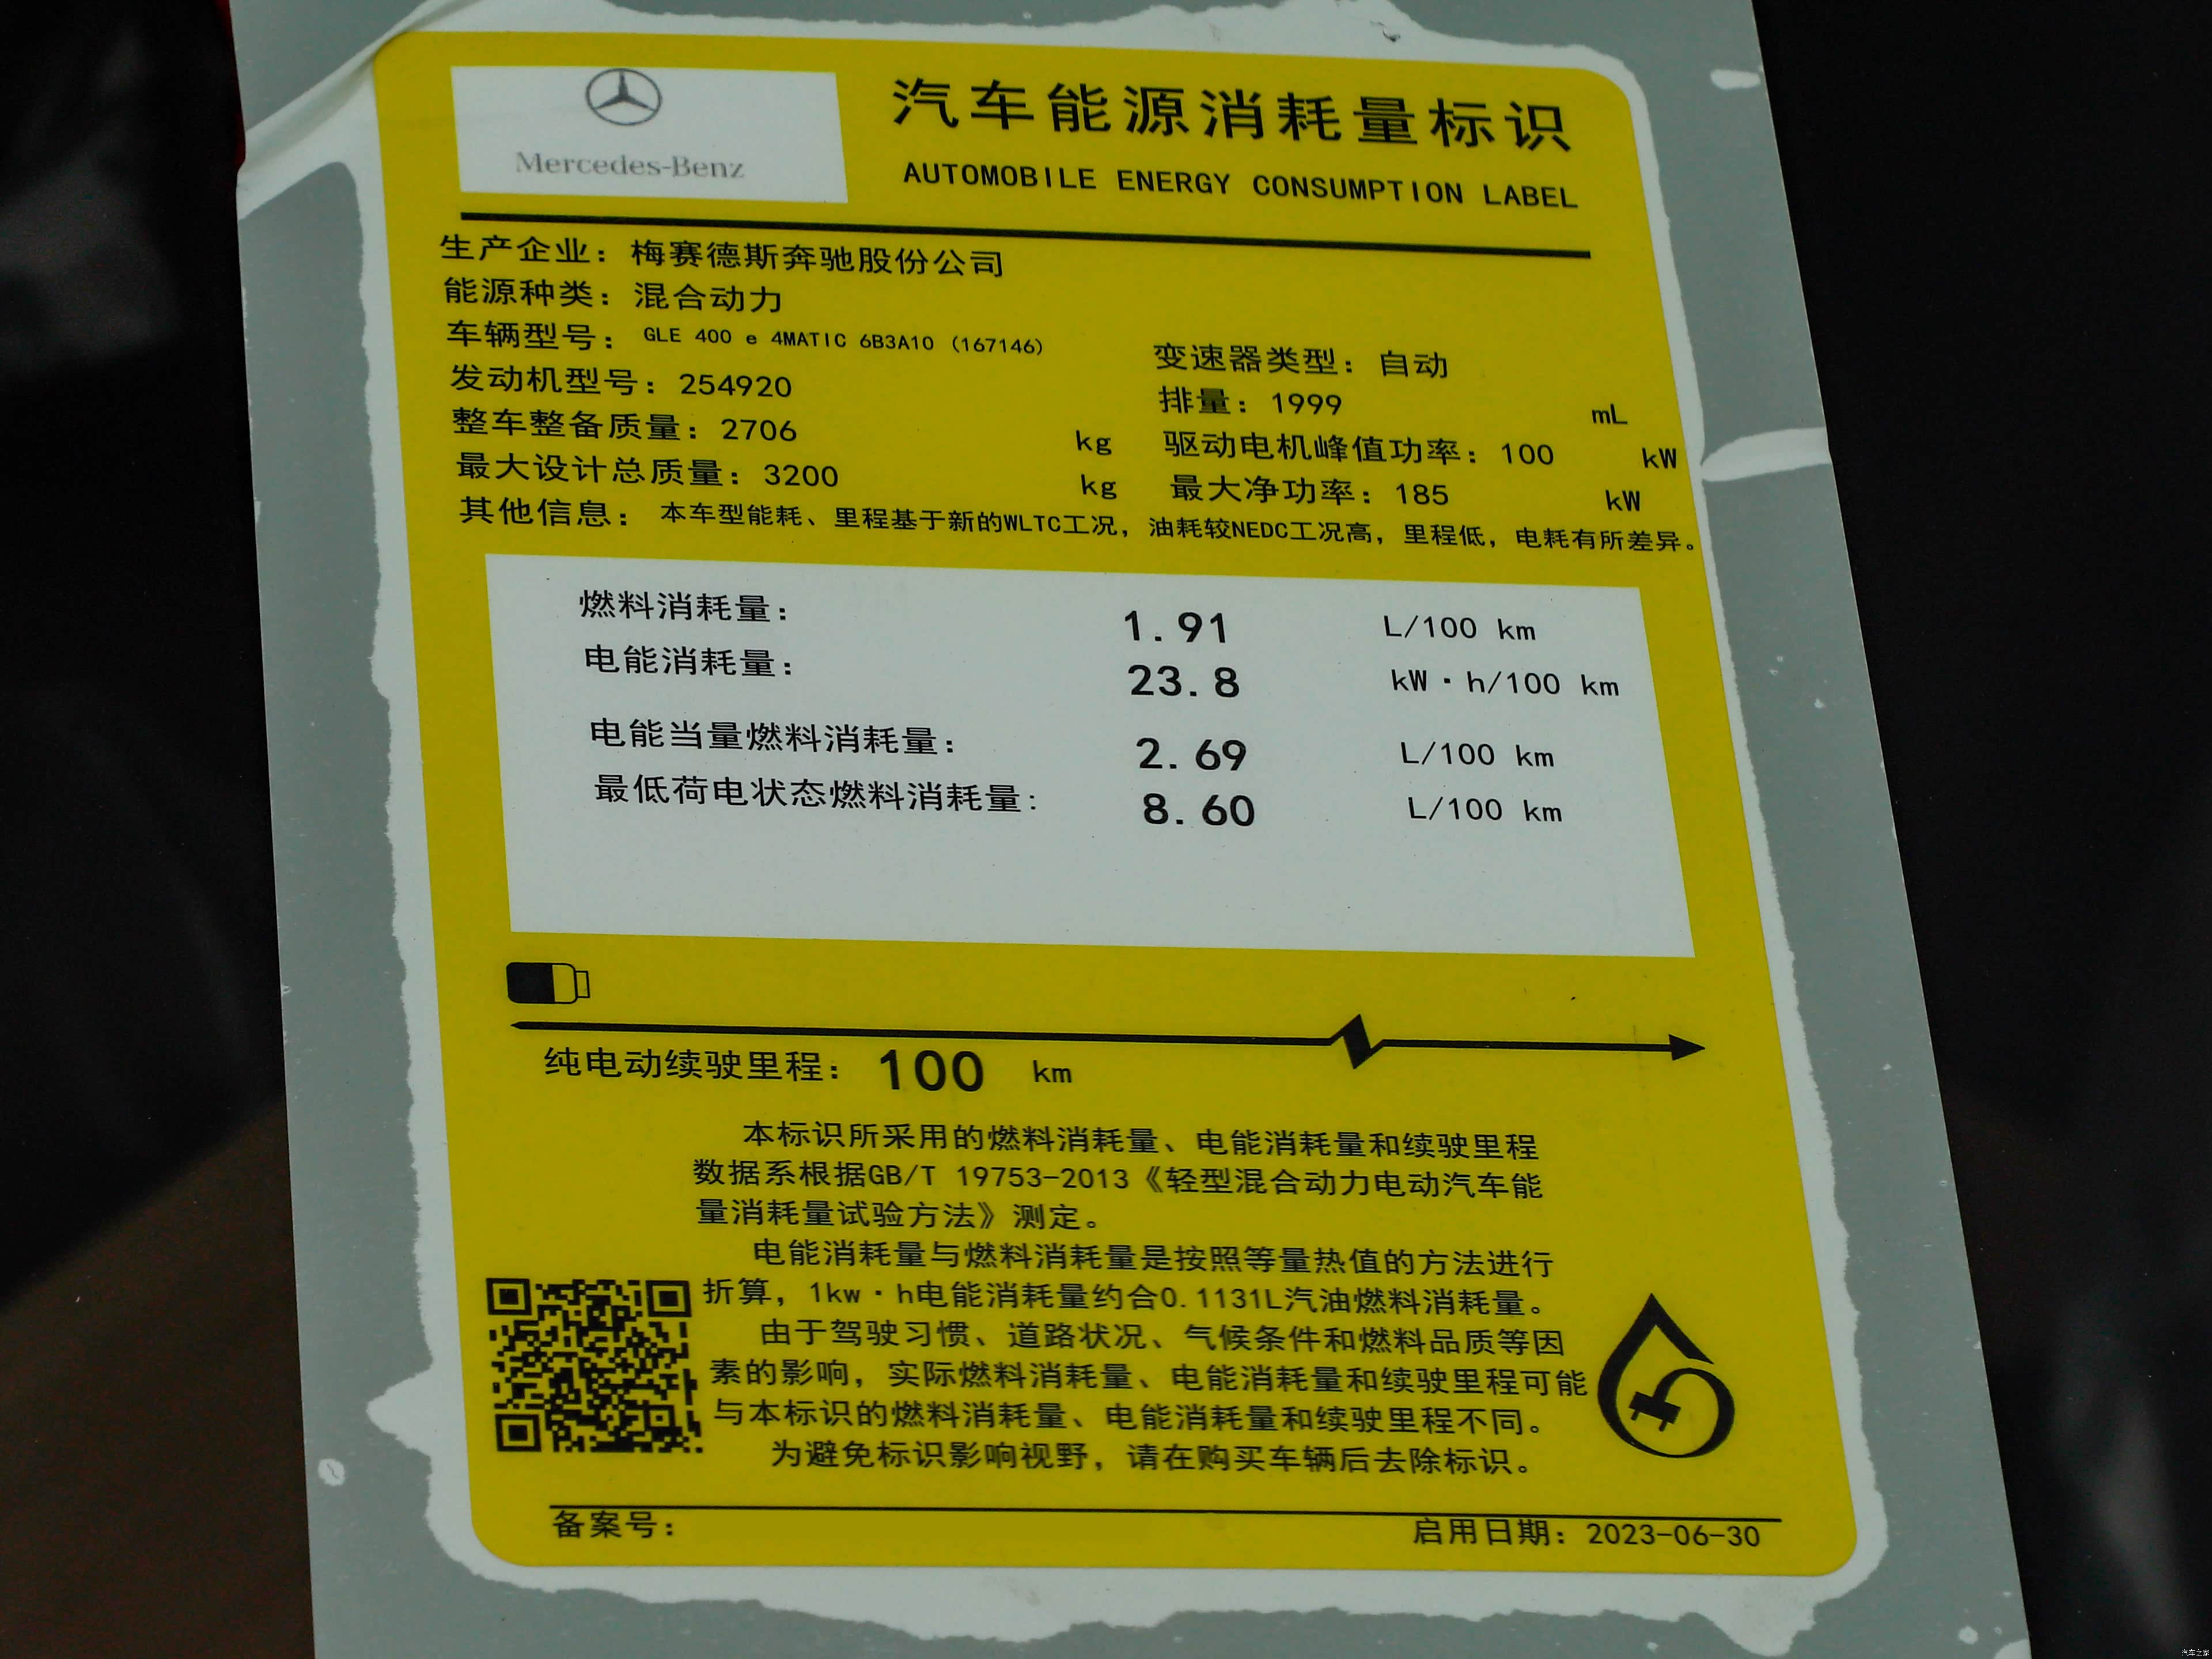 Mercedes-Benz
汽车能源消耗量标识
AUTOMOBILE ENERGY CONSUMPTION LABEL
生产企业：梅赛德斯奔驰股份公司
能源种类：混合动力
车辆型号：GLE 400 e 4MATIC 6B3A10 (167146)
变速器类型：自动
发动机型号：254920
排量：1999 mL
整车整备质量：2706 kg
驱动电机峰值功率：100 kW
最大设计总质量：3200 kg
最大净功率：185 kW
其他信息：本车型能耗、里程基于新的WLTC工况，油耗较NEDC工况高，里程低，电耗有所差异。
燃料消耗量： 1.91 L/100 km
电能消耗量： 23.8 kW·h/100 km
电能当量燃料消耗量： 2.69 L/100 km
最低荷电状态燃料消耗量: 8.60 L/100 km
纯电动续驶里程：100 km
本标识所采用的燃料消耗量、电能消耗量和续驶里程
数据系根据GB/T 19753-2013《轻型混合动力电动汽车能
量消耗量试验方法》测定。
电能消耗量与燃料消耗量是按照等量热值的方法进行
折算，1kw·h电能消耗量约合0.1131L汽油燃料消耗量。
由于驾驶习惯、道路状况、气候条件和燃料品质等因
素的影响，实际燃料消耗量、电能消耗量和续驶里程可能
与本标识的燃料消耗量、电能消耗量和续驶里程不同。
为避免标识影响视野，请在购买车辆后去除标识。
备案号：
启用日期：2023-06-30
汽车之家